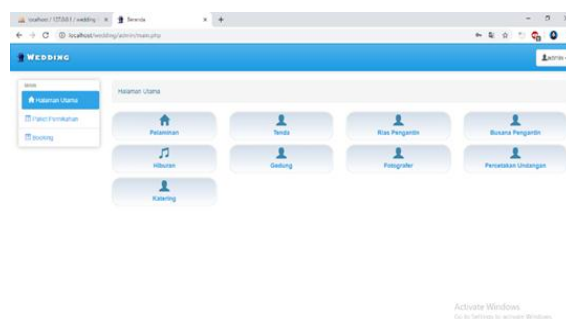 localhost / 127.0.0.1 / wedding
Beranda
localhost/wedding/admin/main.php
WEDDING
admin
Halaman Utama
Halaman Utama
Paket Pernikahan
Booking
Pelaminan
Tenda
Rias Pengantin
Busana Pengantin
Hiburan
Gedung
Fotografer
Percetakan Undangan
Katering
Activate Windows
Go to Settings to activate Windows.